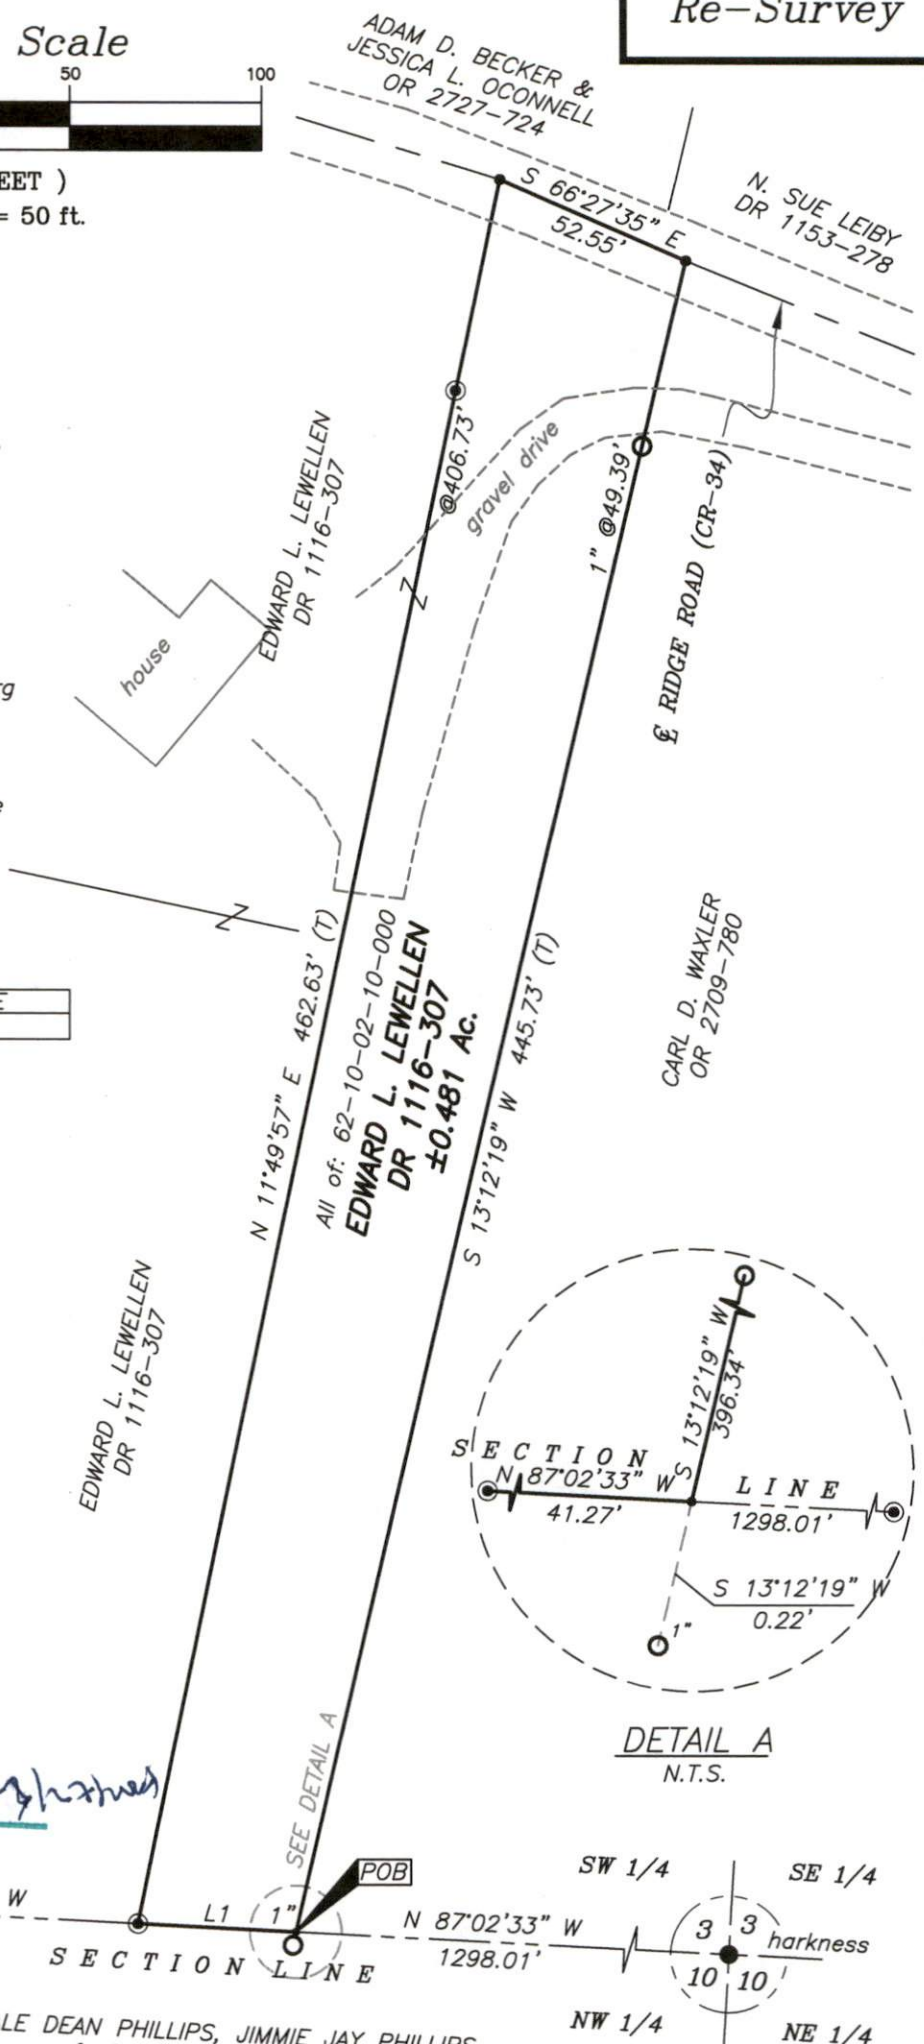 Re-Survey
Scale
50
100
EET )
= 50 ft.
ADAM D. BECKER &
JESSICA L. OCONNELL
OR 2727-724
N. SUE LEIBY
DR 1153-278
S 66°27'35" E
52.55'
@406.73'
1" @49.39'
gravel drive
℄ RIDGE ROAD (CR-34)
EDWARD L. LEWELLEN
DR 1116-307
house
rg
N 11°49'57" E 462.63' (T)
All of: 62-10-02-10-000
EDWARD L. LEWELLEN
DR 1116-307
±0.481 Ac.
S 13°12'19" W 445.73' (T)
CARL D. WAXLER
OR 2709-780
E
EDWARD L. LEWELLEN
DR 1116-307
S 13°12'19" W
396.34'
SECTION
LINE
N 87°02'33" W
41.27'
1298.01'
S 13°12'19" W
0.22'
1"
DETAIL A
N.T.S.
SEE DETAIL A
POB
W
L1
1"
N 87°02'33" W
1298.01'
SECTION LINE
SW 1/4
SE 1/4
3 3
harkness
10 10
NW 1/4
NE 1/4
LE DEAN PHILLIPS, JIMMIE JAY PHILLIPS